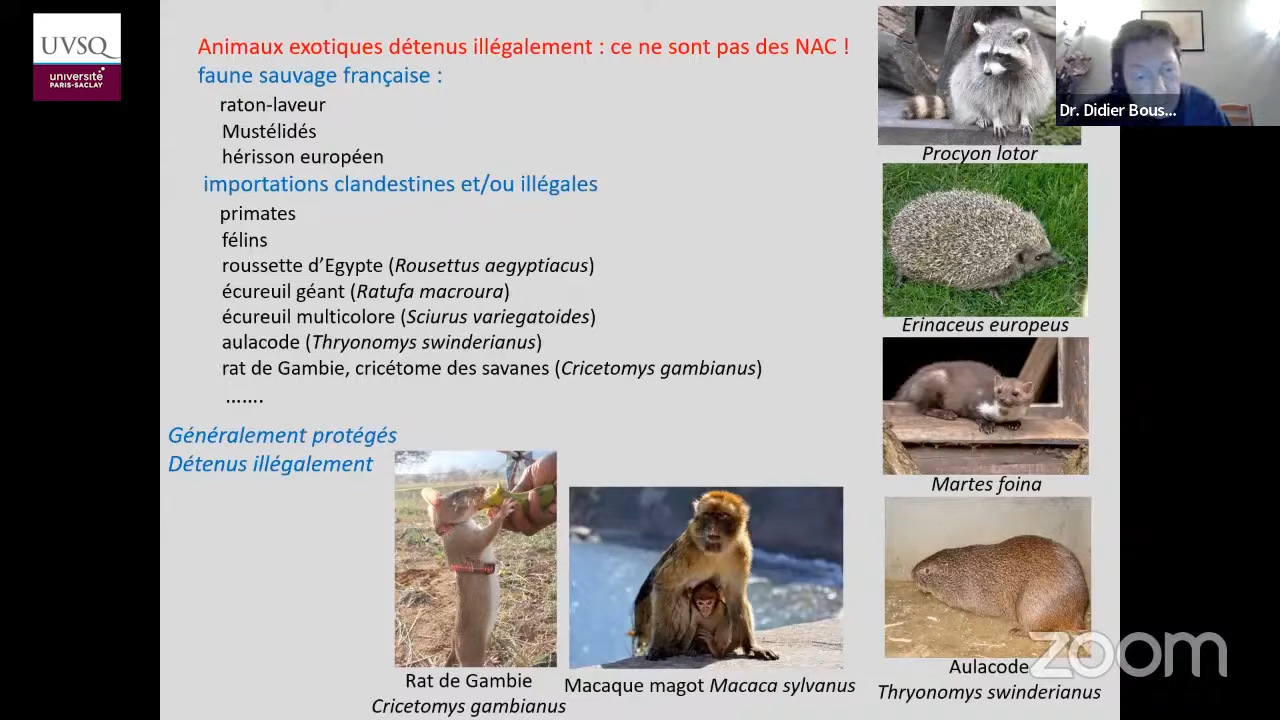 UVSQ
université
PARIS-SACLAY
Animaux exotiques détenus illégalement : ce ne sont pas des NAC !
faune sauvage française :
raton-laveur
Mustélidés
hérisson européen
importations clandestines et/ou illégales
primates
félins
roussette d'Egypte (Rousettus aegyptiacus)
écureuil géant (Ratufa macroura)
écureuil multicolore (Sciurus variegatoides)
aulacode (Thryonomys swinderianus)
rat de Gambie, cricétome des savanes (Cricetomys gambianus)
.......
Généralement protégés
Détenus illégalement
Rat de Gambie
Cricetomys gambianus
Macaque magot Macaca sylvanus
Dr. Didier Bous...
Procyon lotor
Erinaceus europeus
Martes foina
Aulacode
Thryonomys swinderianus
zoom